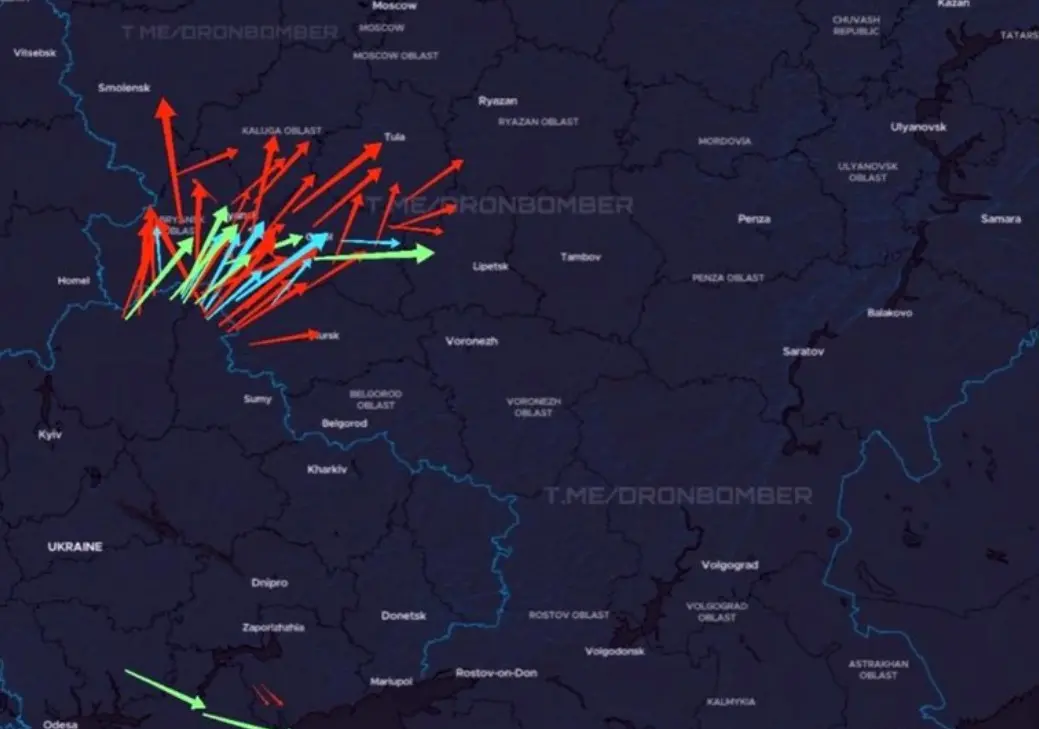 Moscow
Kazan
CHUVASH
REPUBLIC
T.ME/DRONBOMBER
MOSCOW
TATARS
Vitsebsk
MOSCOW OBLAST
Smolensk
Ryazan
RYAZAN OBLAST
Ulyanovsk
KALUGA OBLAST
Tula
MORDOVIA
ULYANOVSK
OBLAST
T.ME/DRONBOMBER
BRYANSK
OBLAS
Penza
Samara
Homel
Lipetsk
Tambov
PENZA OBLAST
Balakovo
ursk
Voronezh
Saratov
Sumy
BELGOROD
OBLAST
VORONEZH
OBLAST
Belgorod
Kyiv
Kharkiv
T.ME/DRONBOMBER
UKRAINE
Volgograd
Dnipro
Donetsk
ROSTOV OBLAST
VOLGOGRAD
OBLAST
Zaporizhzhia
Volgodonsk
Mariupol
Rostov-on-Don
ASTRAKHAN
OBLAST
KALMYKIA
Odesa